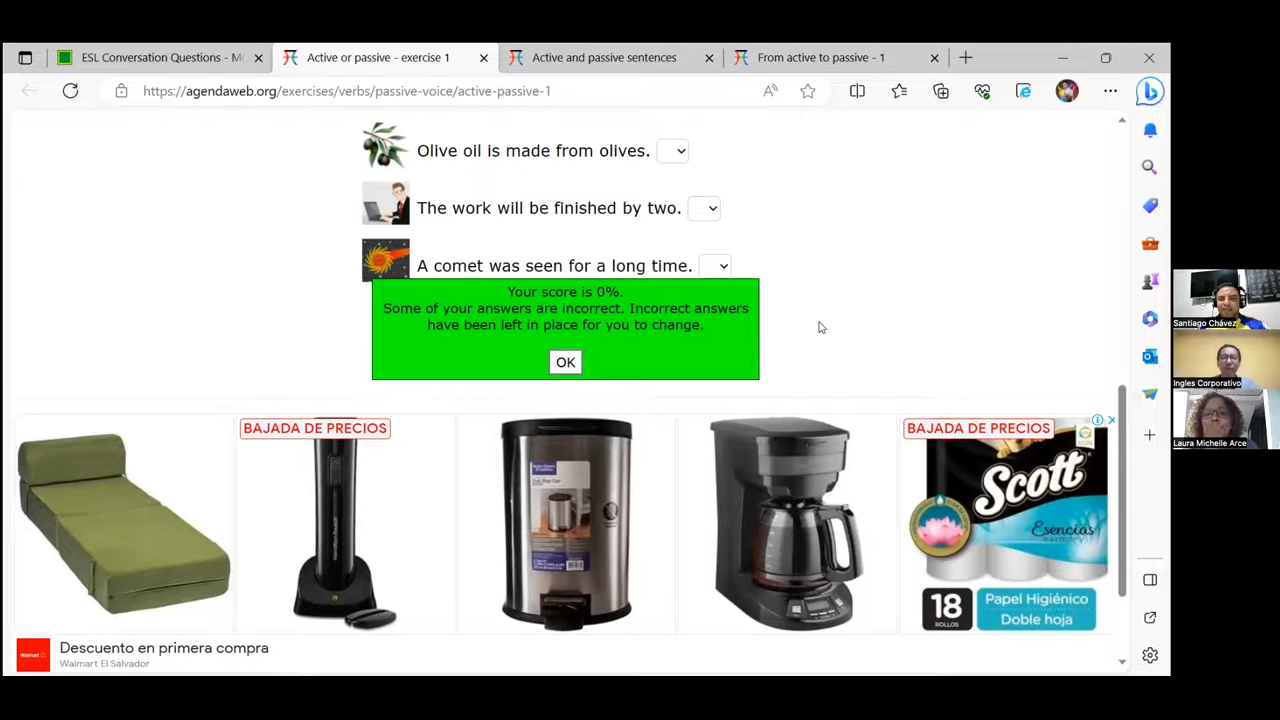 ESL Conversation Questions - Mo
Active or passive - exercise 1
Active and passive sentences
From active to passive - 1
https://agendaweb.org/exercises/verbs/passive-voice/active-passive-1
Olive oil is made from olives.
The work will be finished by two.
A comet was seen for a long time.
Your score is 0%.
Some of your answers are incorrect. Incorrect answers
have been left in place for you to change.
OK
Santiago Chávez
Ingles Corporativo
Laura Michelle Arce
BAJADA DE PRECIOS
BAJADA DE PRECIOS
Scott
Esencias
harmony
18
ROLLOS
Papel Higiénico
Doble hoja
Descuento en primera compra
Walmart El Salvador